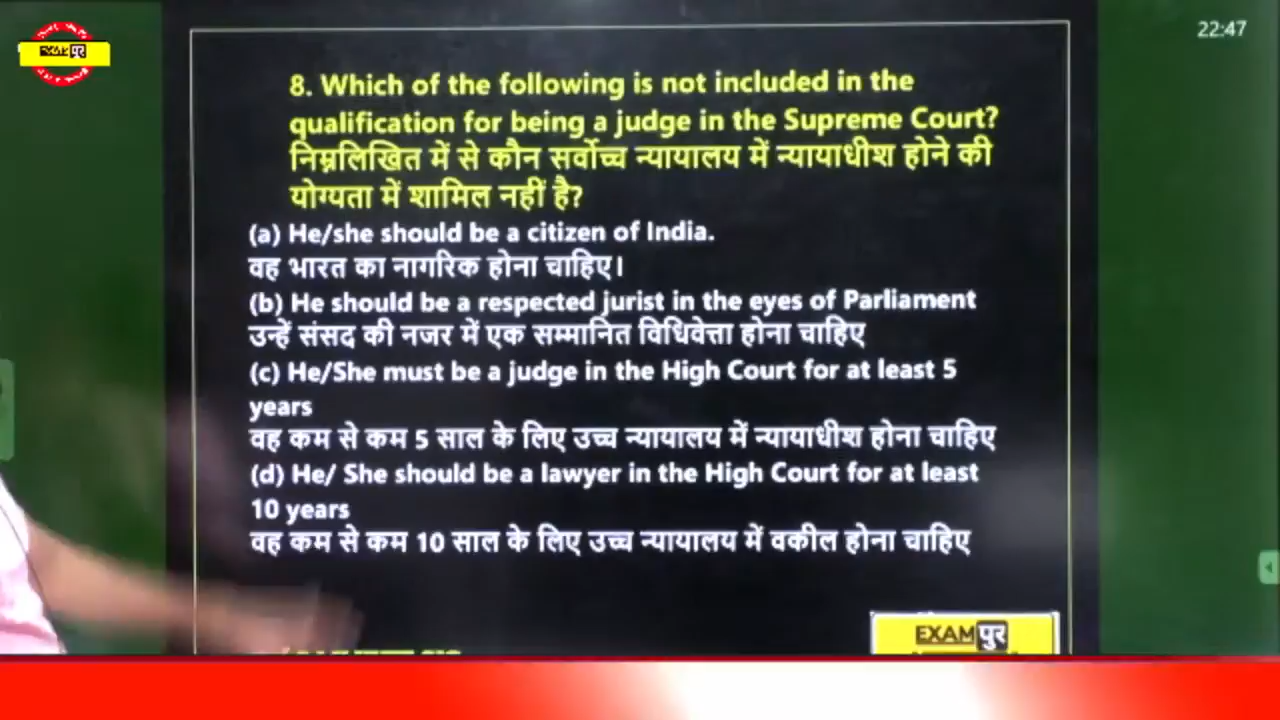 EXAMपुर
22:47
8. Which of the following is not included in the
qualification for being a judge in the Supreme Court?
निम्नलिखित में से कौन सर्वोच्च न्यायालय में न्यायाधीश होने की
योग्यता में शामिल नहीं है?
(a) He/she should be a citizen of India.
वह भारत का नागरिक होना चाहिए।
(b) He should be a respected jurist in the eyes of Parliament
उन्हें संसद की नजर में एक सम्मानित विधिवेत्ता होना चाहिए
(c) He/She must be a judge in the High Court for at least 5
years
वह कम से कम 5 साल के लिए उच्च न्यायालय में न्यायाधीश होना चाहिए
(d) He/ She should be a lawyer in the High Court for at least
10 years
वह कम से कम 10 साल के लिए उच्च न्यायालय में वकील होना चाहिए
EXAMपुर